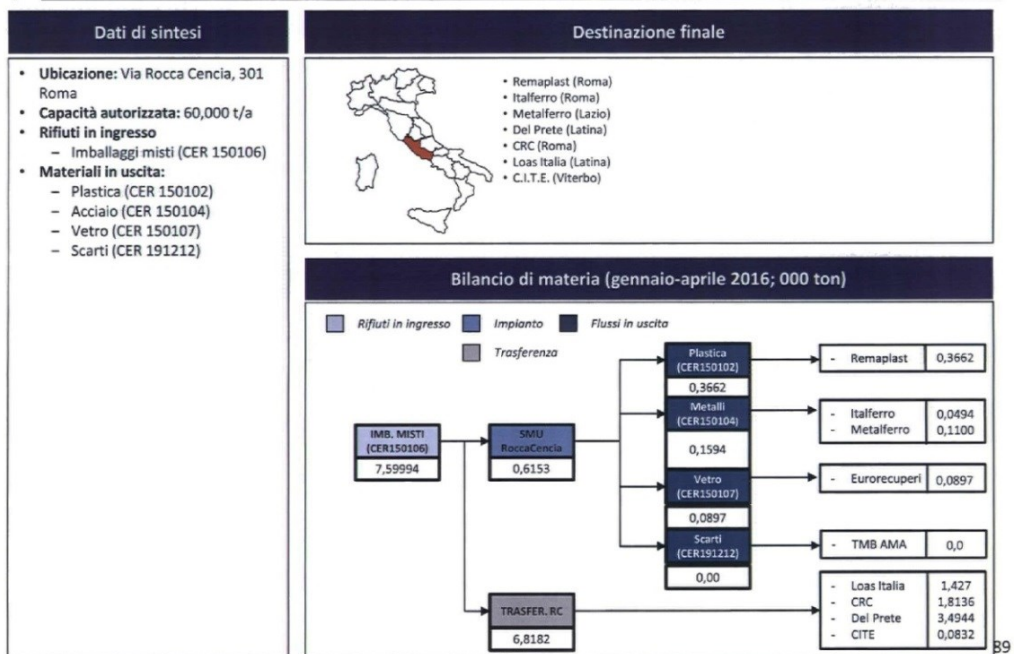 Dati di sintesi
• Ubicazione: Via Rocca Cencia, 301
Roma
• Capacità autorizzata: 60,000 t/a
• Rifiuti in ingresso
– Imballaggi misti (CER 150106)
• Materiali in uscita:
– Plastica (CER 150102)
– Acciaio (CER 150104)
– Vetro (CER 150107)
– Scarti (CER 191212)
Destinazione finale
• Remaplast (Roma)
• Italferro (Roma)
• Metalferro (Lazio)
• Del Prete (Latina)
• CRC (Roma)
• Loas Italia (Latina)
• C.I.T.E. (Viterbo)
Bilancio di materia (gennaio-aprile 2016; 000 ton)
Rifiuti in ingresso Impianto Flussi in uscita
Trasferenza
IMB. MISTI
(CER150106)
7,59994
SMU
RoccaCencia
0,6153
Plastica
(CER150102)
0,3662
- Remaplast 0,3662
Metalli
(CER150104)
0,1594
- Italferro 0,0494
- Metalferro 0,1100
Vetro
(CER150107)
0,0897
- Eurorecuperi 0,0897
Scarti
(CER191212)
0,00
- TMB AMA 0,0
TRASFER. RC
6,8182
- Loas Italia 1,427
- CRC 1,8136
- Del Prete 3,4944
- CITE 0,0832
89